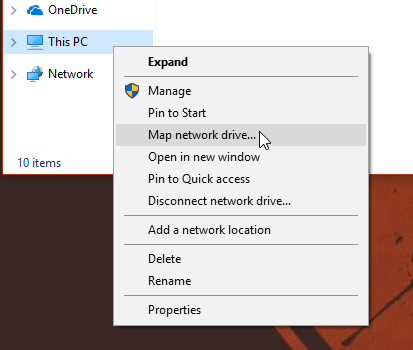 OneDrive
This PC
Network
10 items
Expand
Manage
Pin to Start
Map network drive...
Open in new window
Pin to Quick access
Disconnect network drive...
Add a network location
Delete
Rename
Properties